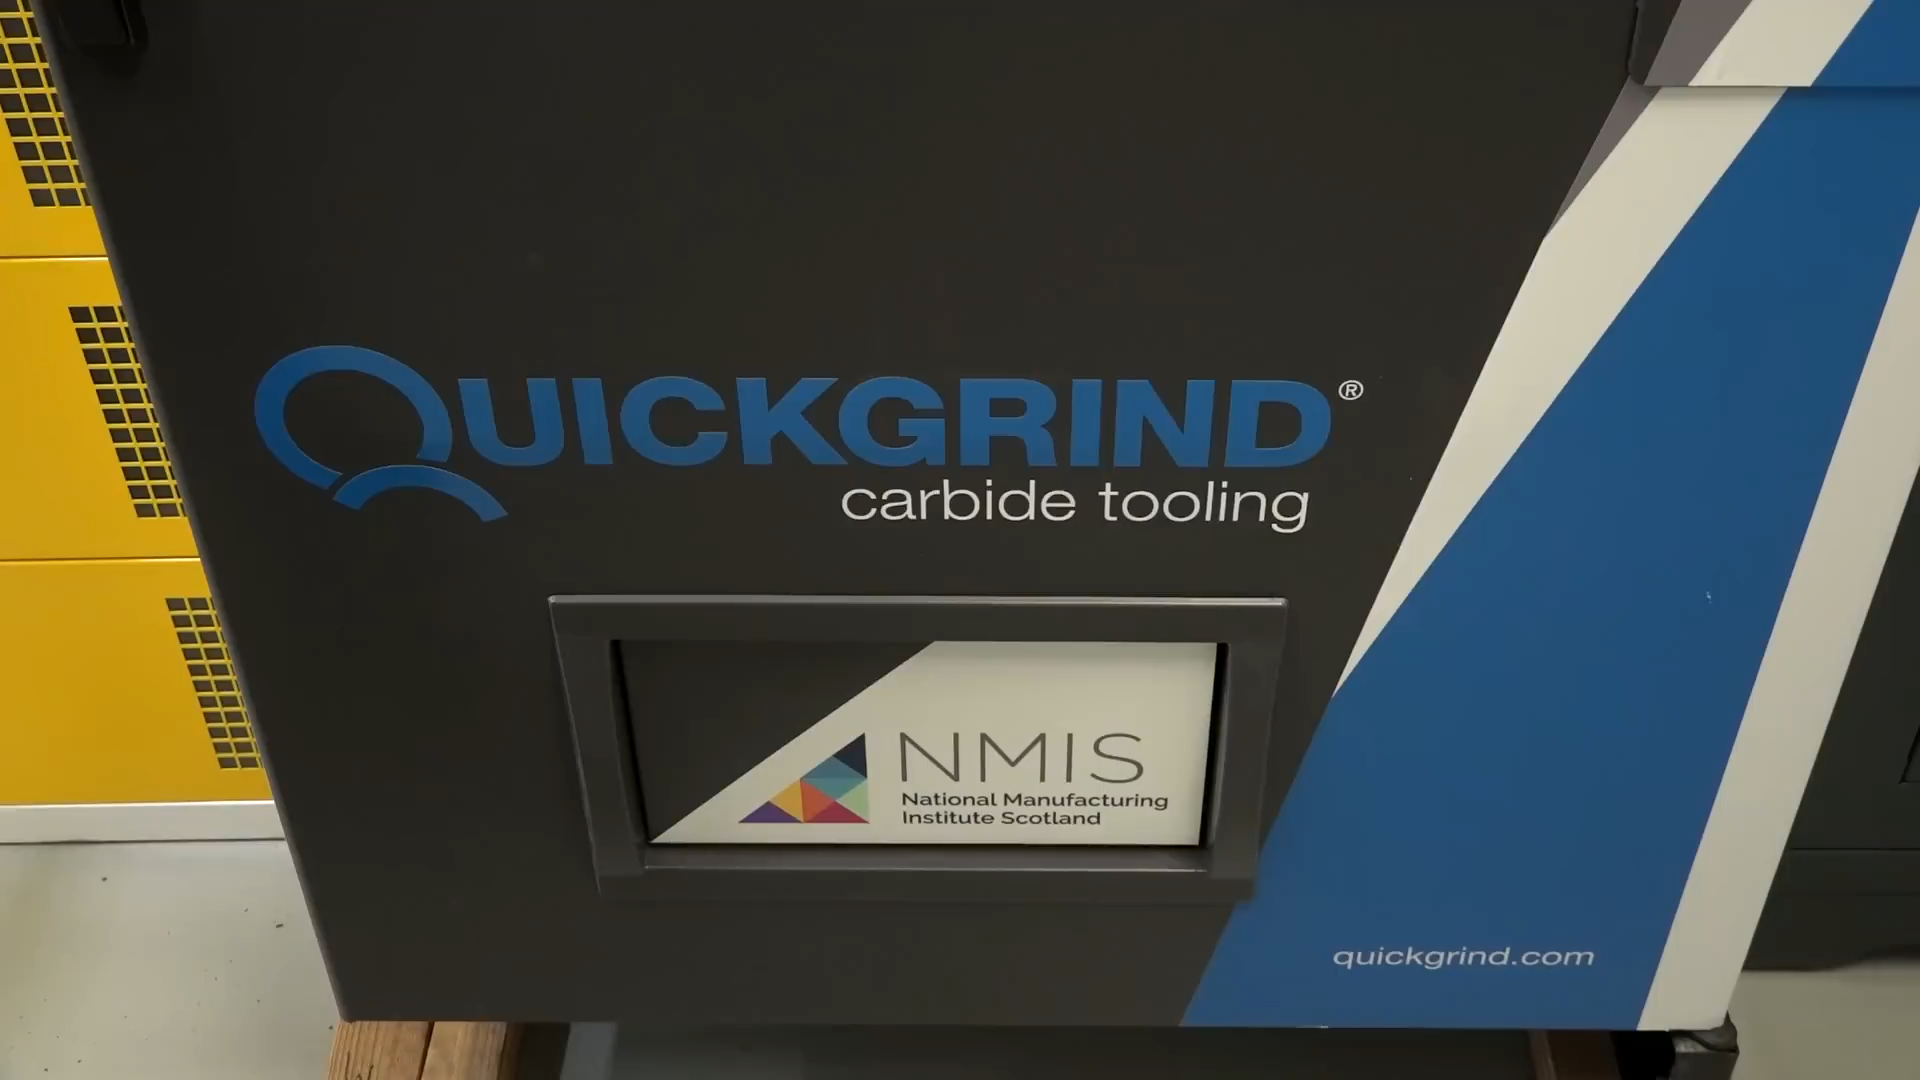 QUICKGRIND®
carbide tooling
NMIS
National Manufacturing
Institute Scotland
quickgrind.com